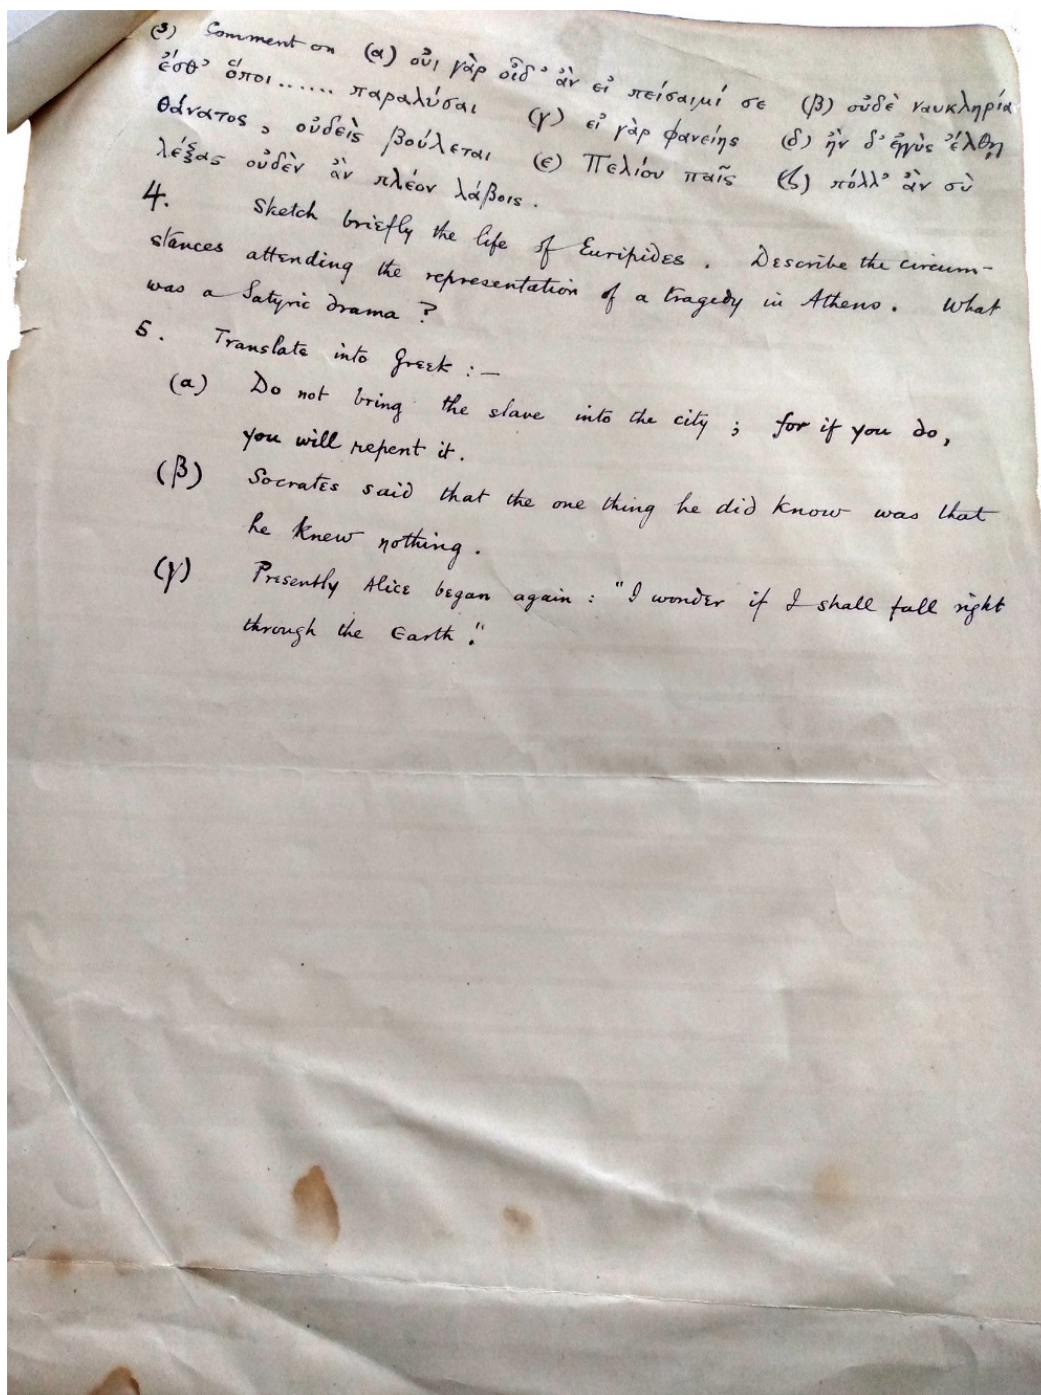 (3) Comment on (α) οὐ γὰρ οἶδ' ἂν εἰ πείσαιμί σε (β) οὐδὲ ναυκληρία
ἔσθ' ὅποι ...... παραλύσαι (γ) εἰ γὰρ φανείης (δ) ἢν δ' ἐγγὺς ἔλθῃ
θάνατος, οὐδεὶς βούλεται (ε) Πελίου παῖς (ζ) πόλλ' ἂν σὺ
λέξας οὐδὲν ἂν πλέον λάβοις.
4. Sketch briefly the life of Euripides. Describe the circum-
stances attending the representation of a tragedy in Athens. What
was a Satyric drama?
5. Translate into Greek :—
(α) Do not bring the slave into the city; for if you do,
you will repent it.
(β) Socrates said that the one thing he did know was that
he knew nothing.
(γ) Presently Alice began again: "I wonder if I shall fall right
through the Earth."